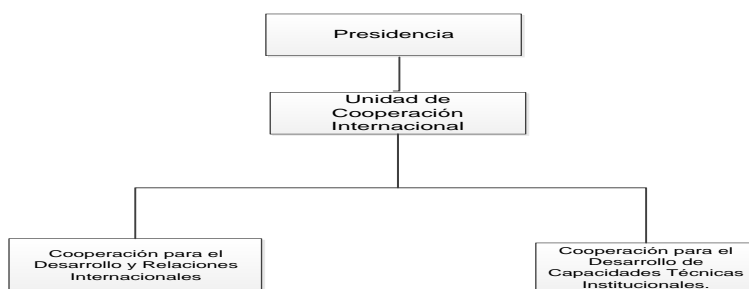 Presidencia
Unidad de
Cooperación
Internacional
Cooperación para el
Desarrollo y Relaciones
Internacionales
Cooperación para el
Desarrollo de
Capacidades Técnicas
Institucionales.